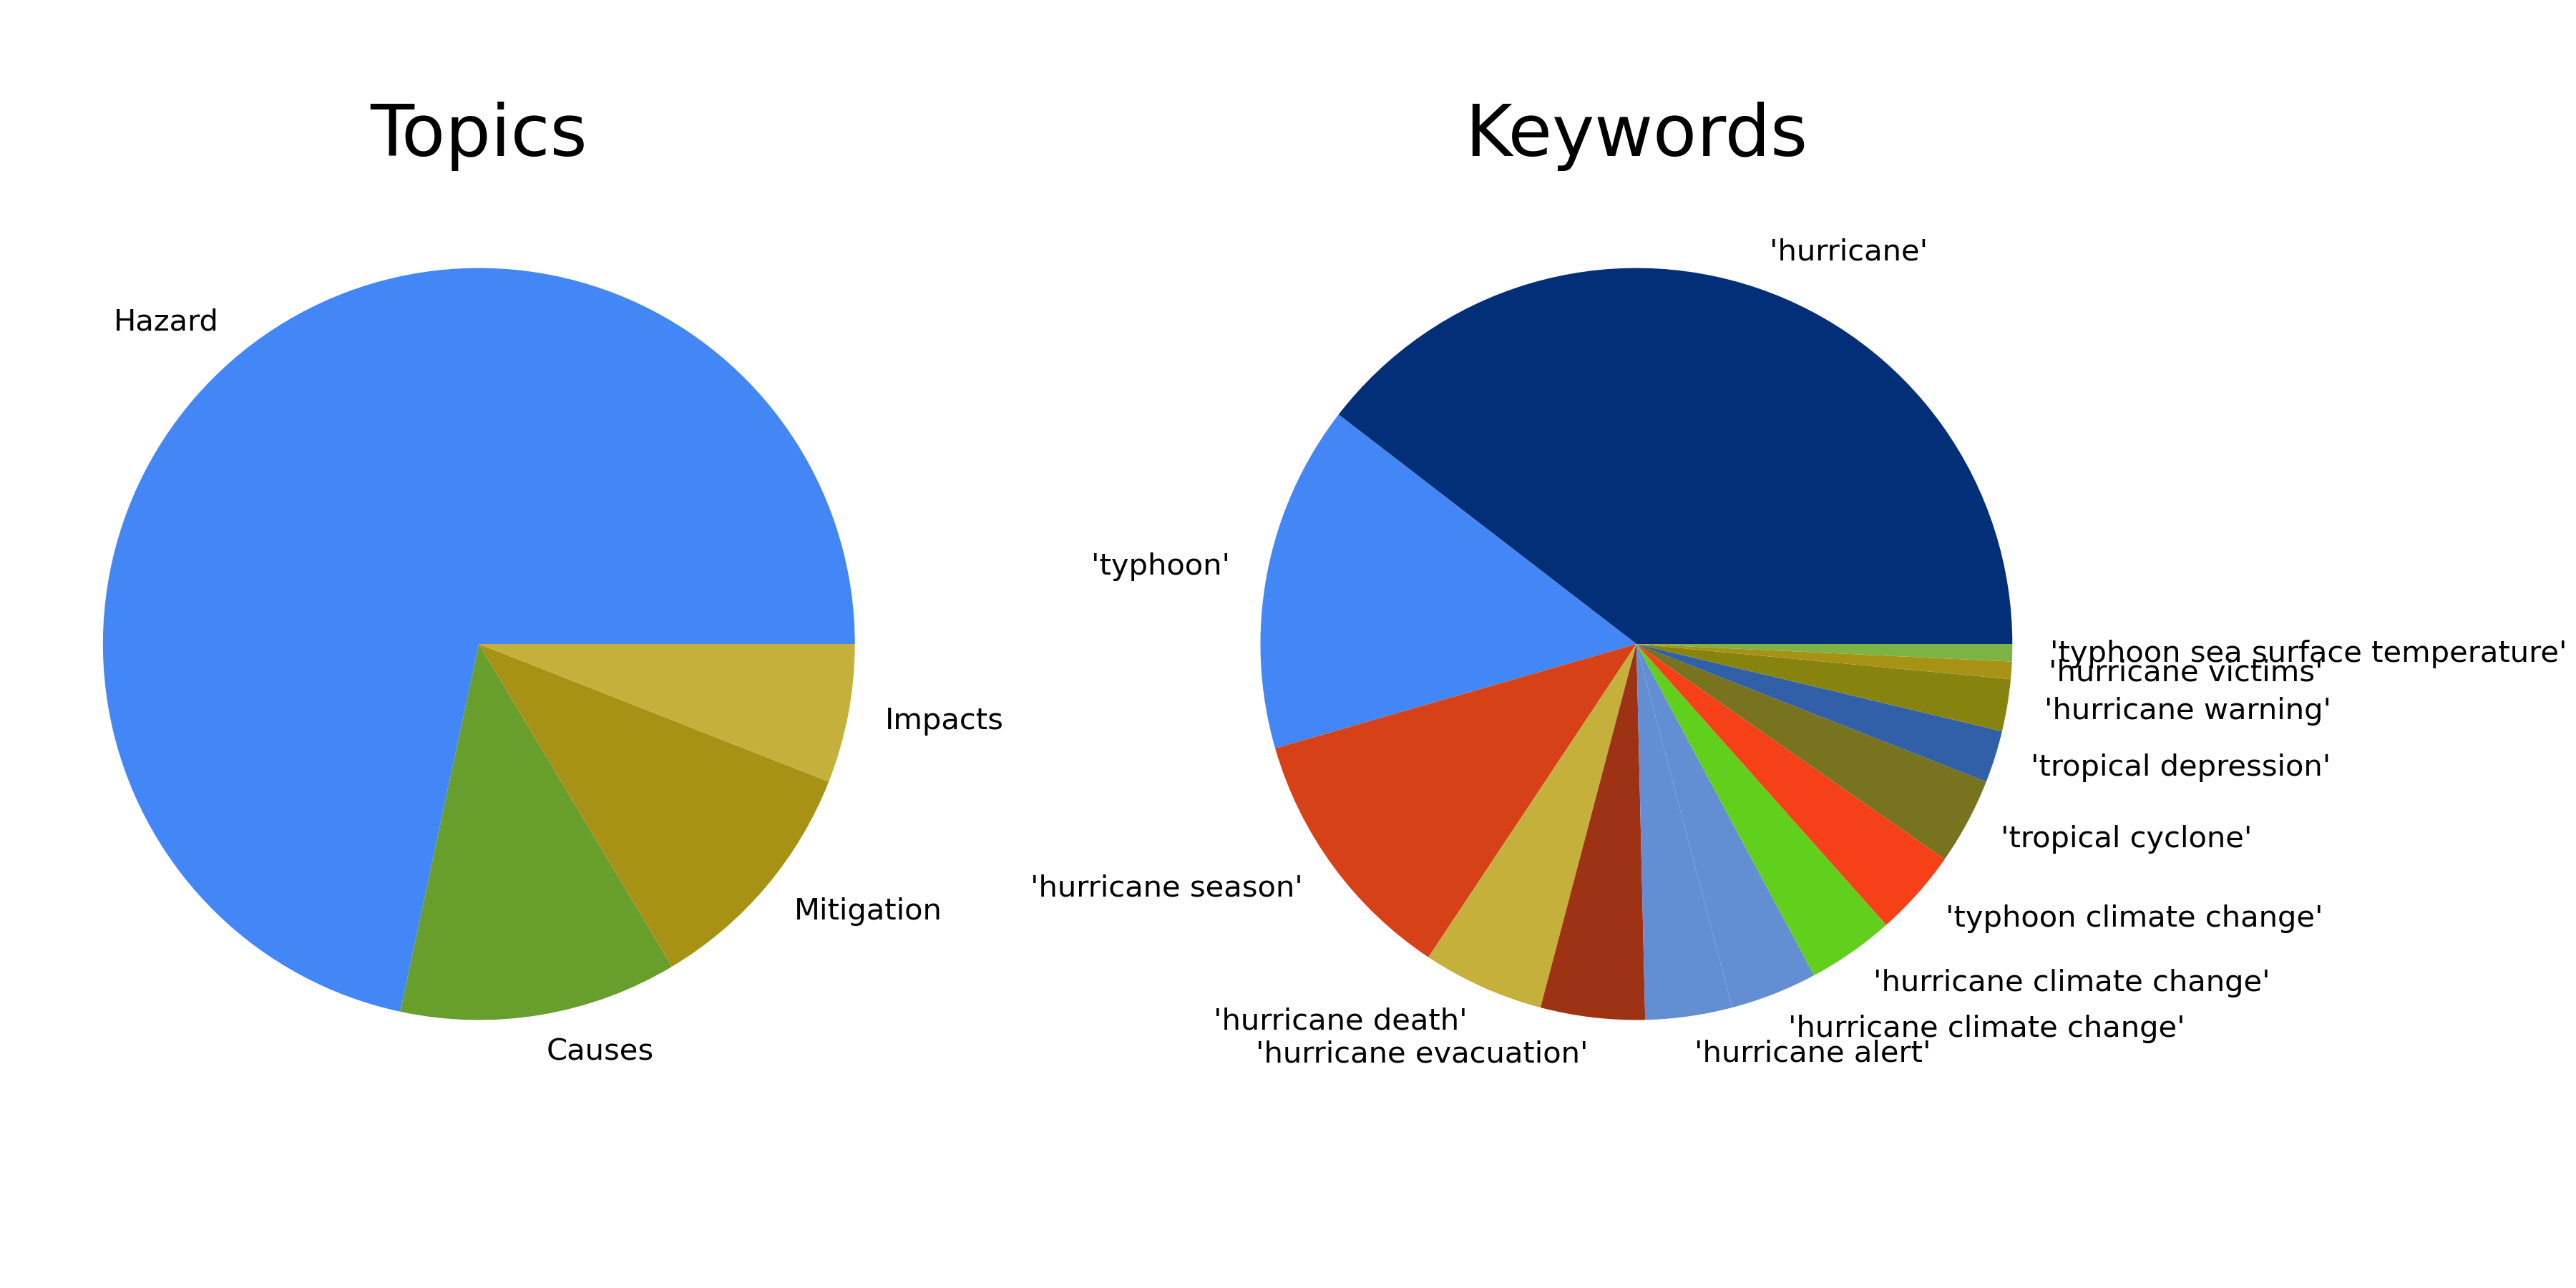 Topics
Hazard
Impacts
Mitigation
Causes
Keywords
'hurricane'
'typhoon'
'hurricane season'
'hurricane death'
'hurricane evacuation'
'hurricane alert'
'hurricane climate change'
'hurricane climate change'
'typhoon climate change'
'tropical cyclone'
'tropical depression'
'hurricane warning'
'hurricane victims'
'typhoon sea surface temperature'